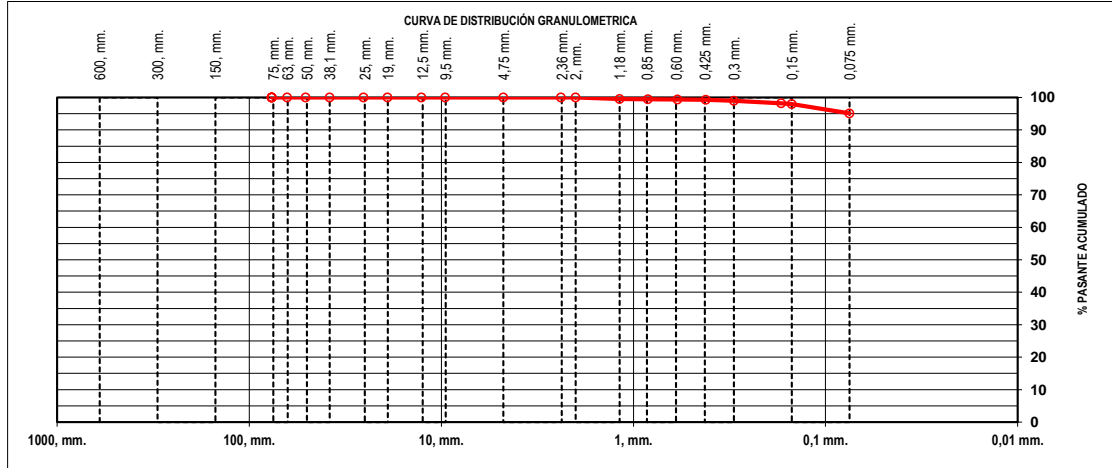 CURVA DE DISTRIBUCIÓN GRANULOMETRICA
600, mm.
300, mm.
150, mm.
75, mm.
63, mm.
50, mm.
38,1 mm.
25, mm.
19, mm.
12,5 mm.
9,5 mm.
4,75 mm.
2,36 mm.
2, mm.
1,18 mm.
0,85 mm.
0,60 mm.
0,425 mm.
0,3 mm.
0,15 mm.
0,075 mm.
100
90
80
70
60
50
40
30
20
10
0
% PASANTE ACUMULADO
1000, mm.
100, mm.
10, mm.
1, mm.
0,1 mm.
0,01 mm.